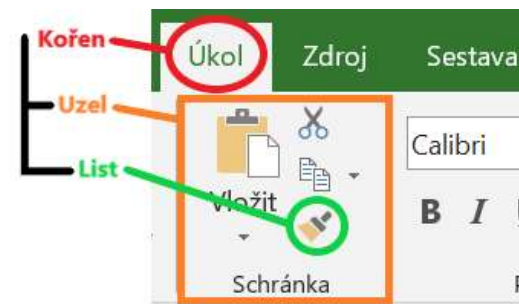 Kořen
Úkol Zdroj Sestava
Uzel
Calibri
List
Vložit
B I
Schránka